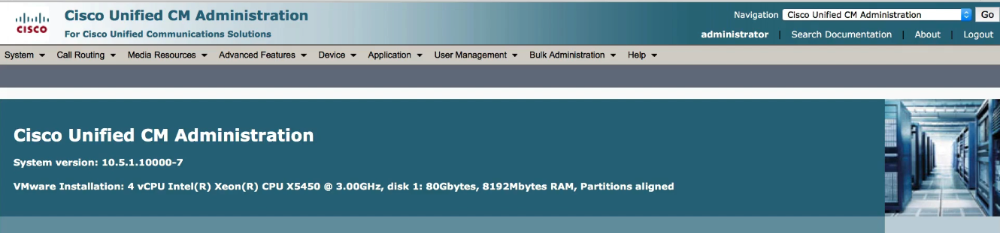 CISCO
Cisco Unified CM Administration
For Cisco Unified Communications Solutions
Navigation Cisco Unified CM Administration Go
administrator | Search Documentation | About | Logout
System Call Routing Media Resources Advanced Features Device Application User Management Bulk Administration Help
Cisco Unified CM Administration
System version: 10.5.1.10000-7
VMware Installation: 4 vCPU Intel(R) Xeon(R) CPU X5450 @ 3.00GHz, disk 1: 80Gbytes, 8192Mbytes RAM, Partitions aligned